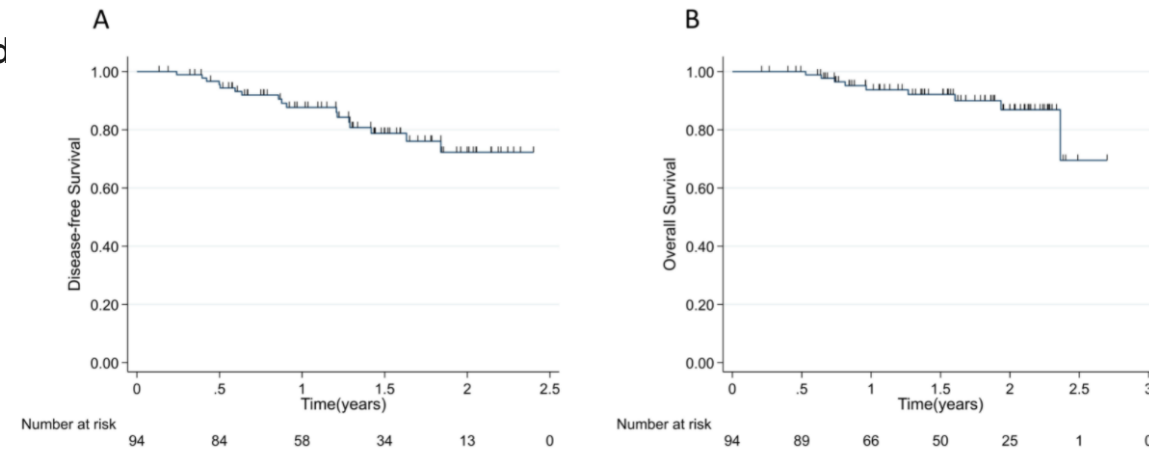 A
d
1.00
0.80
0.60
0.40
0.20
0.00
Disease-free Survival
0 .5 1 1.5 2 2.5
Time(years)
Number at risk
94 84 58 34 13 0
B
1.00
0.80
0.60
0.40
0.20
0.00
Overall Survival
0 .5 1 1.5 2 2.5 3
Time(years)
Number at risk
94 89 66 50 25 1 0